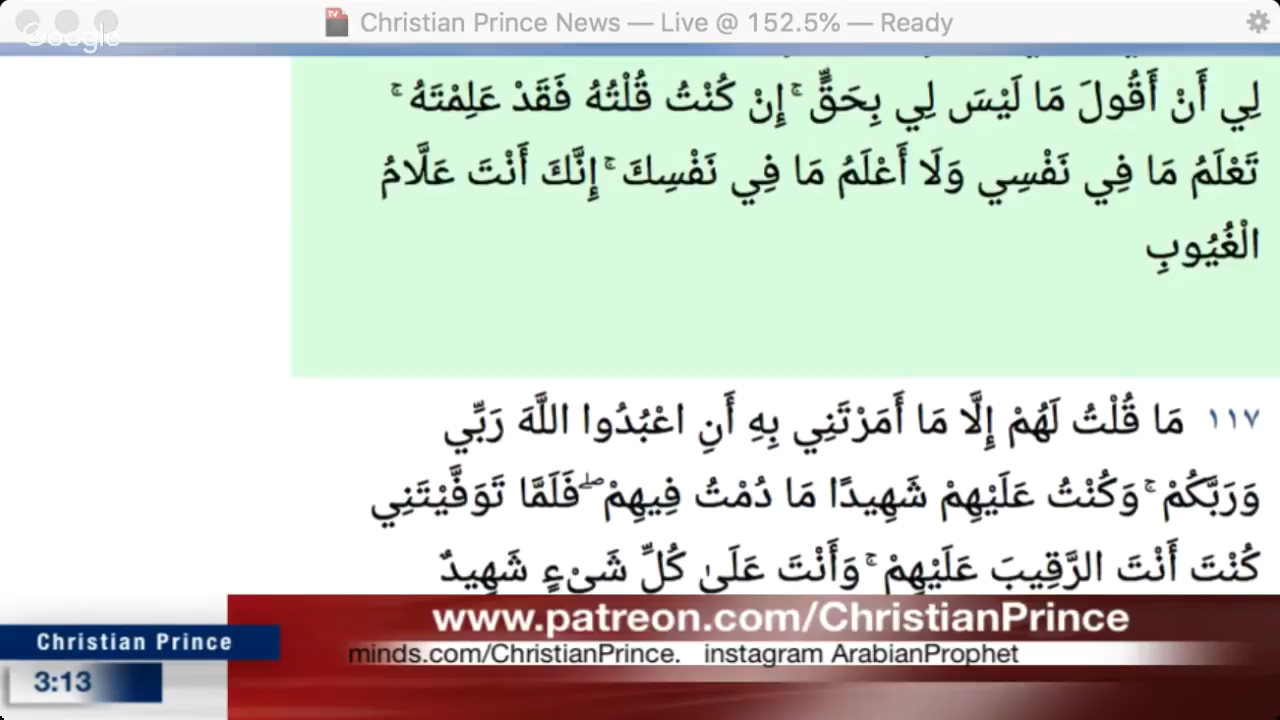 Christian Prince News — Live @ 152.5% — Ready
Google
لِي أَنْ أَقُولَ مَا لَيْسَ لِي بِحَقٍّ ۚ إِنْ كُنْتُ قُلْتُهُ فَقَدْ عَلِمْتَهُ ۚ
تَعْلَمُ مَا فِي نَفْسِي وَلَا أَعْلَمُ مَا فِي نَفْسِكَ ۚ إِنَّكَ أَنْتَ عَلَّامُ
الْغُيُوبِ
١١٧ مَا قُلْتُ لَهُمْ إِلَّا مَا أَمَرْتَنِي بِهِ أَنِ اعْبُدُوا اللَّهَ رَبِّي
وَرَبَّكُمْ ۚ وَكُنْتُ عَلَيْهِمْ شَهِيدًا مَا دُمْتُ فِيهِمْ ۖ فَلَمَّا تَوَفَّيْتَنِي
كُنْتَ أَنْتَ الرَّقِيبَ عَلَيْهِمْ ۚ وَأَنْتَ عَلَىٰ كُلِّ شَيْءٍ شَهِيدٌ
www.patreon.com/ChristianPrince
Christian Prince
minds.com/ChristianPrince. instagram ArabianProphet
3:13